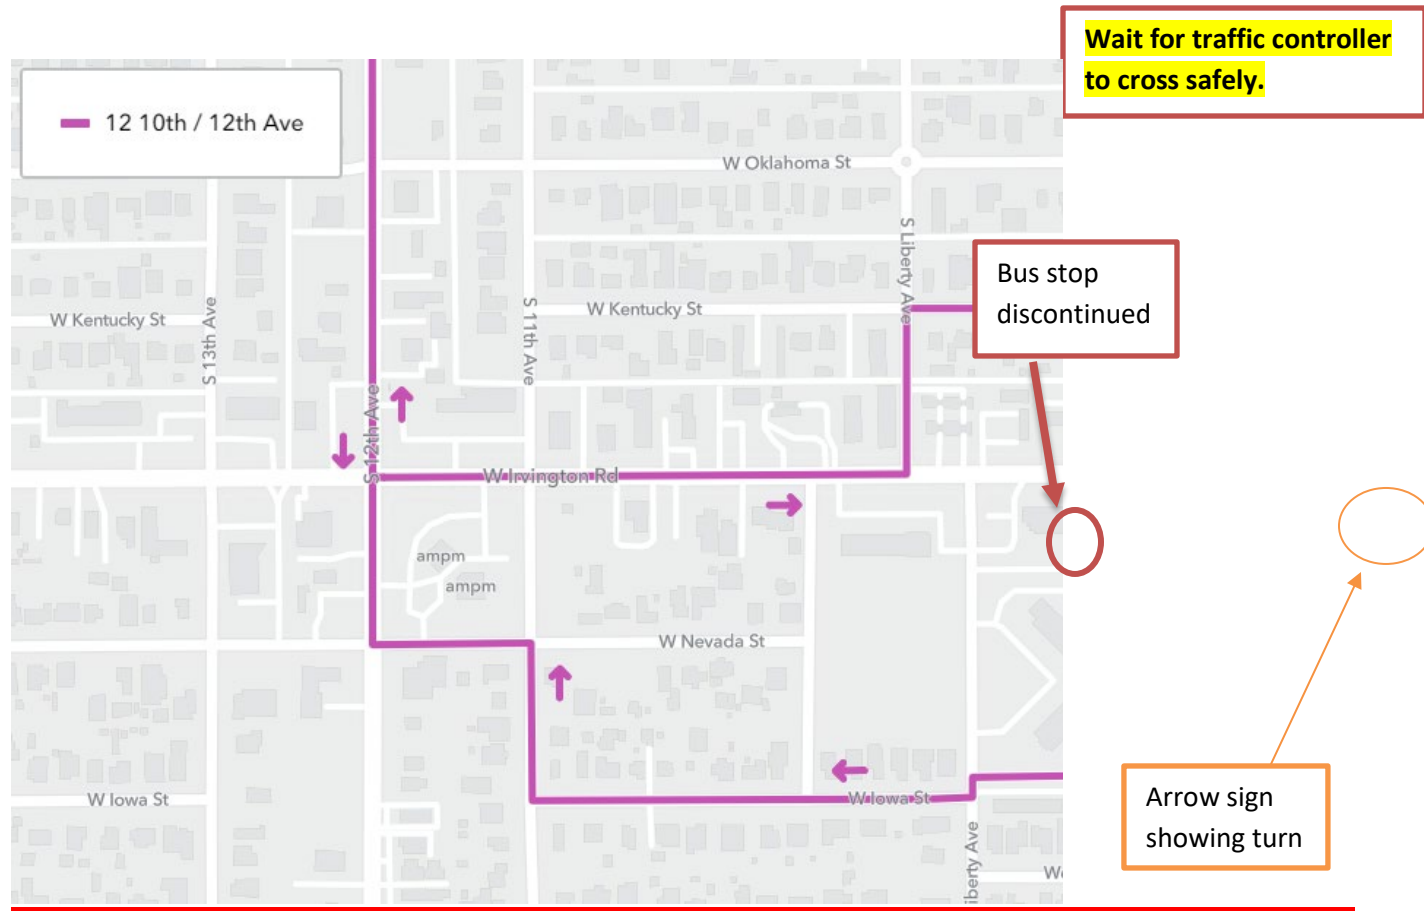 Wait for traffic controller
to cross safely.
12 10th / 12th Ave
W Oklahoma St
S Liberty Ave
Bus stop
discontinued
W Kentucky St
S 13th Ave
S 11th Ave
W Kentucky St
S 12th Ave
W Irvington Rd
ampm
ampm
W Nevada St
Arrow sign
showing turn
W Iowa St
W Iowa St
iberty Ave
We